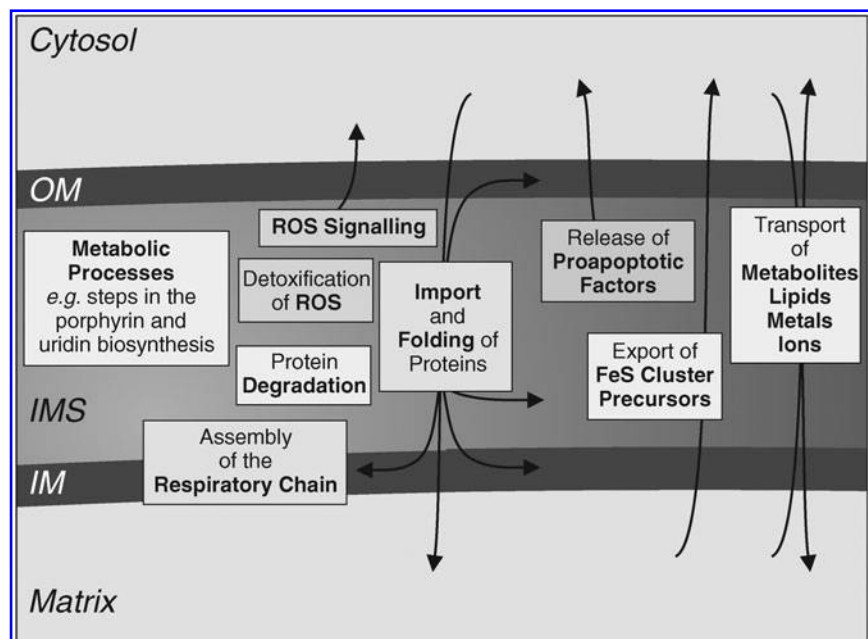 Cytosol
OM
ROS Signalling
Metabolic
Processes
e.g. steps in the
porphyrin and
uridin biosynthesis
Detoxification
of ROS
Import
and
Folding of
Proteins
Release of
Proapoptotic
Factors
Transport
of
Metabolites
Lipids
Metals
Ions
Protein
Degradation
Export of
FeS Cluster
Precursors
IMS
Assembly
of the
Respiratory Chain
IM
Matrix